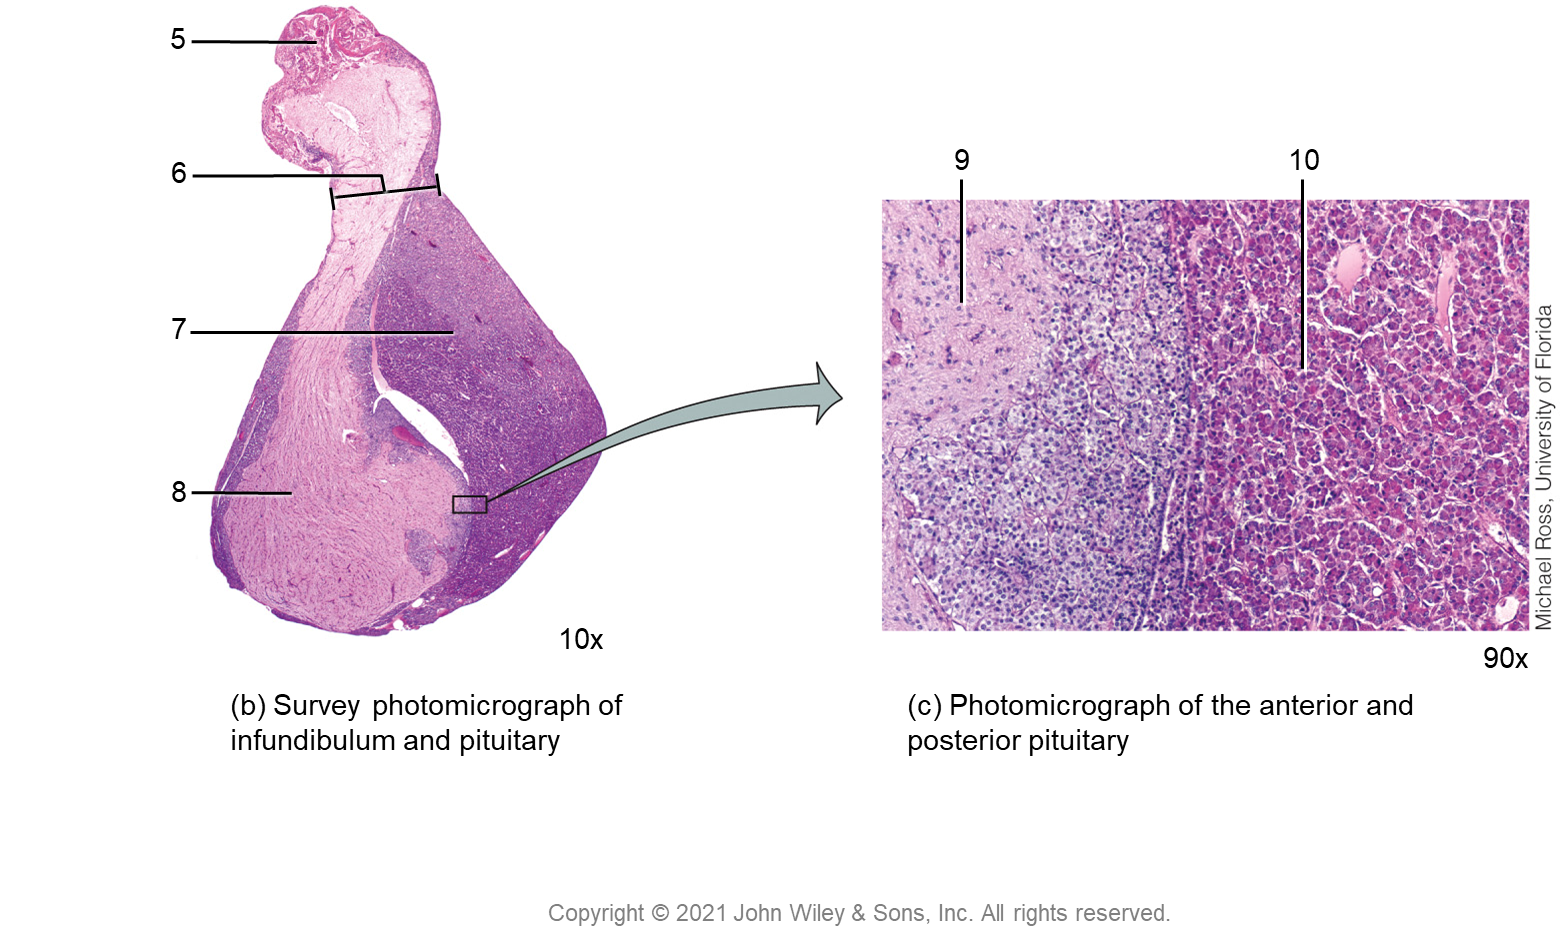 5
6
7
8
9
10
10x
90x
(b) Survey photomicrograph of
infundibulum and pituitary
(c) Photomicrograph of the anterior and
posterior pituitary
Michael Ross, University of Florida
Copyright © 2021 John Wiley & Sons, Inc. All rights reserved.